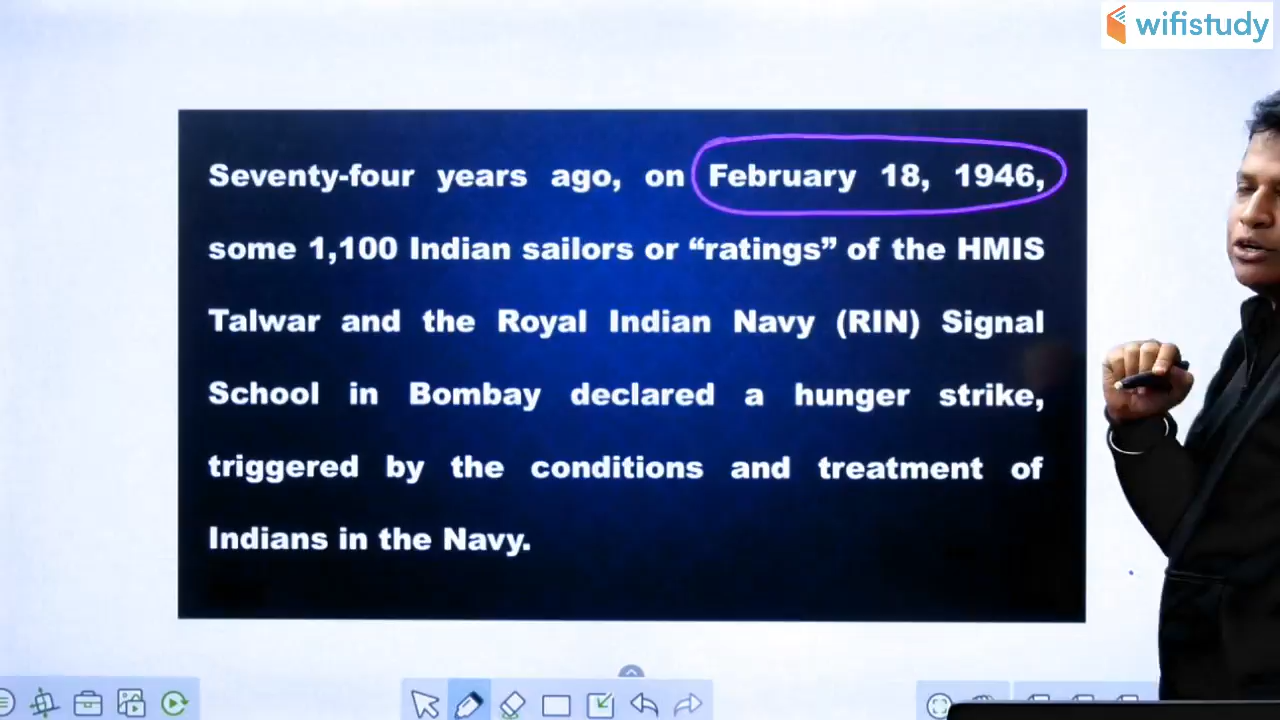 wifistudy
Seventy-four years ago, on February 18, 1946,
some 1,100 Indian sailors or “ratings” of the HMIS
Talwar and the Royal Indian Navy (RIN) Signal
School in Bombay declared a hunger strike,
triggered by the conditions and treatment of
Indians in the Navy.